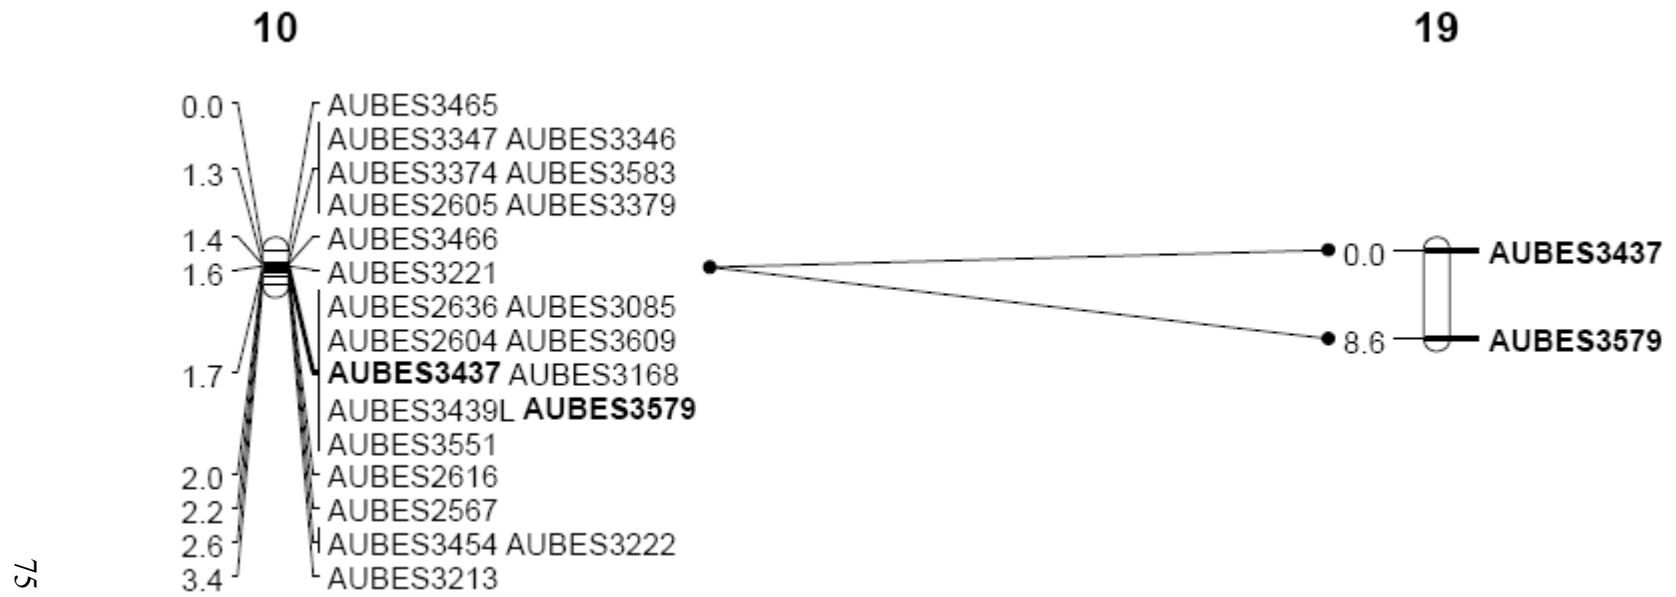 10 19
0.0 AUBES3465
AUBES3347 AUBES3346
1.3 AUBES3374 AUBES3583
AUBES2605 AUBES3379
1.4 AUBES3466
0.0 AUBES3437
1.6 AUBES3221
AUBES2636 AUBES3085
AUBES2604 AUBES3609
8.6 AUBES3579
1.7 AUBES3437 AUBES3168
AUBES3439L AUBES3579
AUBES3551
2.0 AUBES2616
2.2 AUBES2567
2.6 AUBES3454 AUBES3222
3.4 AUBES3213
75